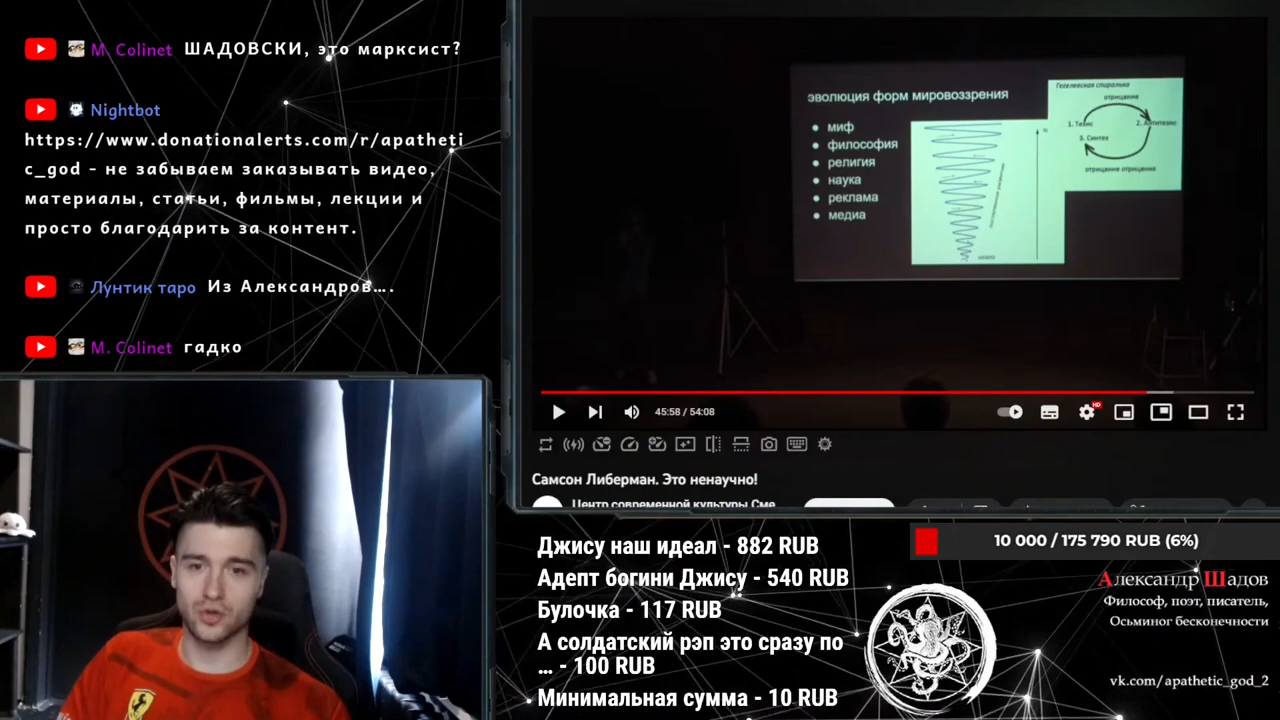 M. Colinet ШАДОВСКИ, это марксист?
Nightbot
https://www.donationalerts.com/r/apatheti
c_god - не забываем заказывать видео,
материалы, статьи, фильмы, лекции и
просто благодарить за контент.
Лунтик таро Из Александров….
M. Colinet гадко
эволюция форм мировоззрения
миф
философия
религия
наука
реклама
медиа
Гегелевская спиралько
отрицание
1. Тезис
2. Антитезис
3. Синтез
отрицание отрицания
45:58 / 54:08
HD
Самсон Либерман. Это ненаучно!
Центр современной культуры Сме
Джису наш идеал - 882 RUB
Адепт богини Джису - 540 RUB
Булочка - 117 RUB
А солдатский рэп это сразу по
… - 100 RUB
Минимальная сумма - 10 RUB
10 000 / 175 790 RUB (6%)
Александр Шадов
Философ, поэт, писатель,
Осьминог бесконечности
vk.com/apathetic_god_2